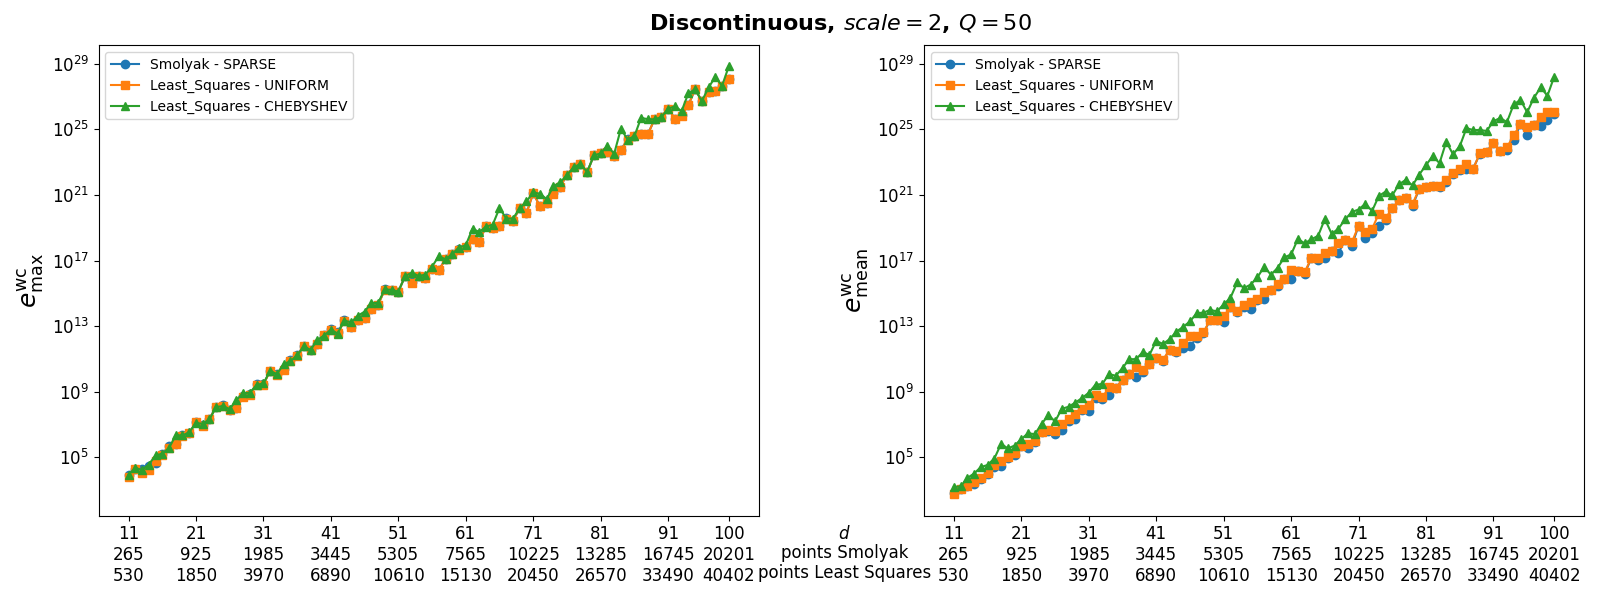 Discontinuous, scale = 2, Q = 50
10^29
10^25
10^21
10^17
10^13
10^9
10^5
e^wc_max
Smolyak - SPARSE
Least_Squares - UNIFORM
Least_Squares - CHEBYSHEV
11 21 31 41 51 61 71 81 91 100
265 925 1985 3445 5305 7565 10225 13285 16745 20201
530 1850 3970 6890 10610 15130 20450 26570 33490 40402
d
points Smolyak
points Least Squares
10^29
10^25
10^21
10^17
10^13
10^9
10^5
e^wc_mean
Smolyak - SPARSE
Least_Squares - UNIFORM
Least_Squares - CHEBYSHEV
11 21 31 41 51 61 71 81 91 100
265 925 1985 3445 5305 7565 10225 13285 16745 20201
530 1850 3970 6890 10610 15130 20450 26570 33490 40402